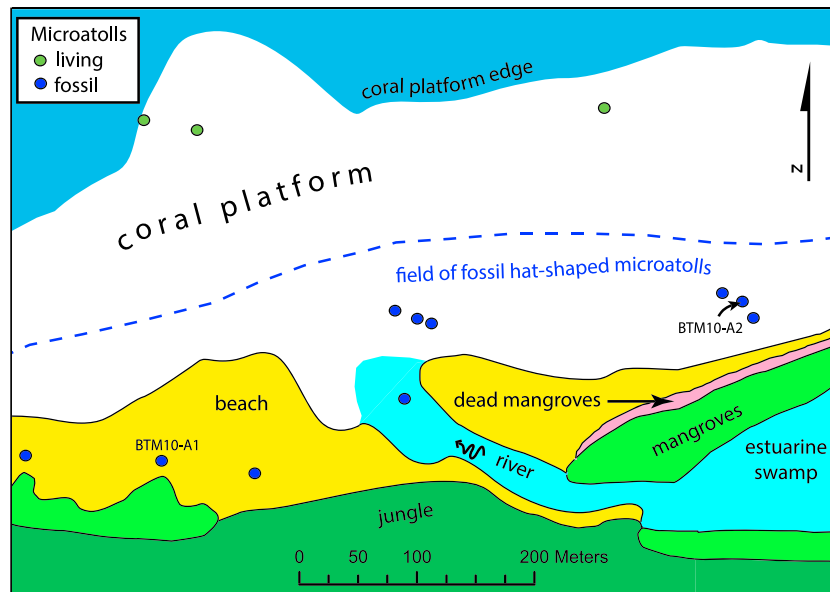 Microatolls
living
fossil
coral platform edge
N
coral platform
field of fossil hat-shaped microatolls
BTM10-A2
beach
dead mangroves
mangroves
BTM10-A1
river
estuarine
swamp
jungle
0 50 100 200 Meters